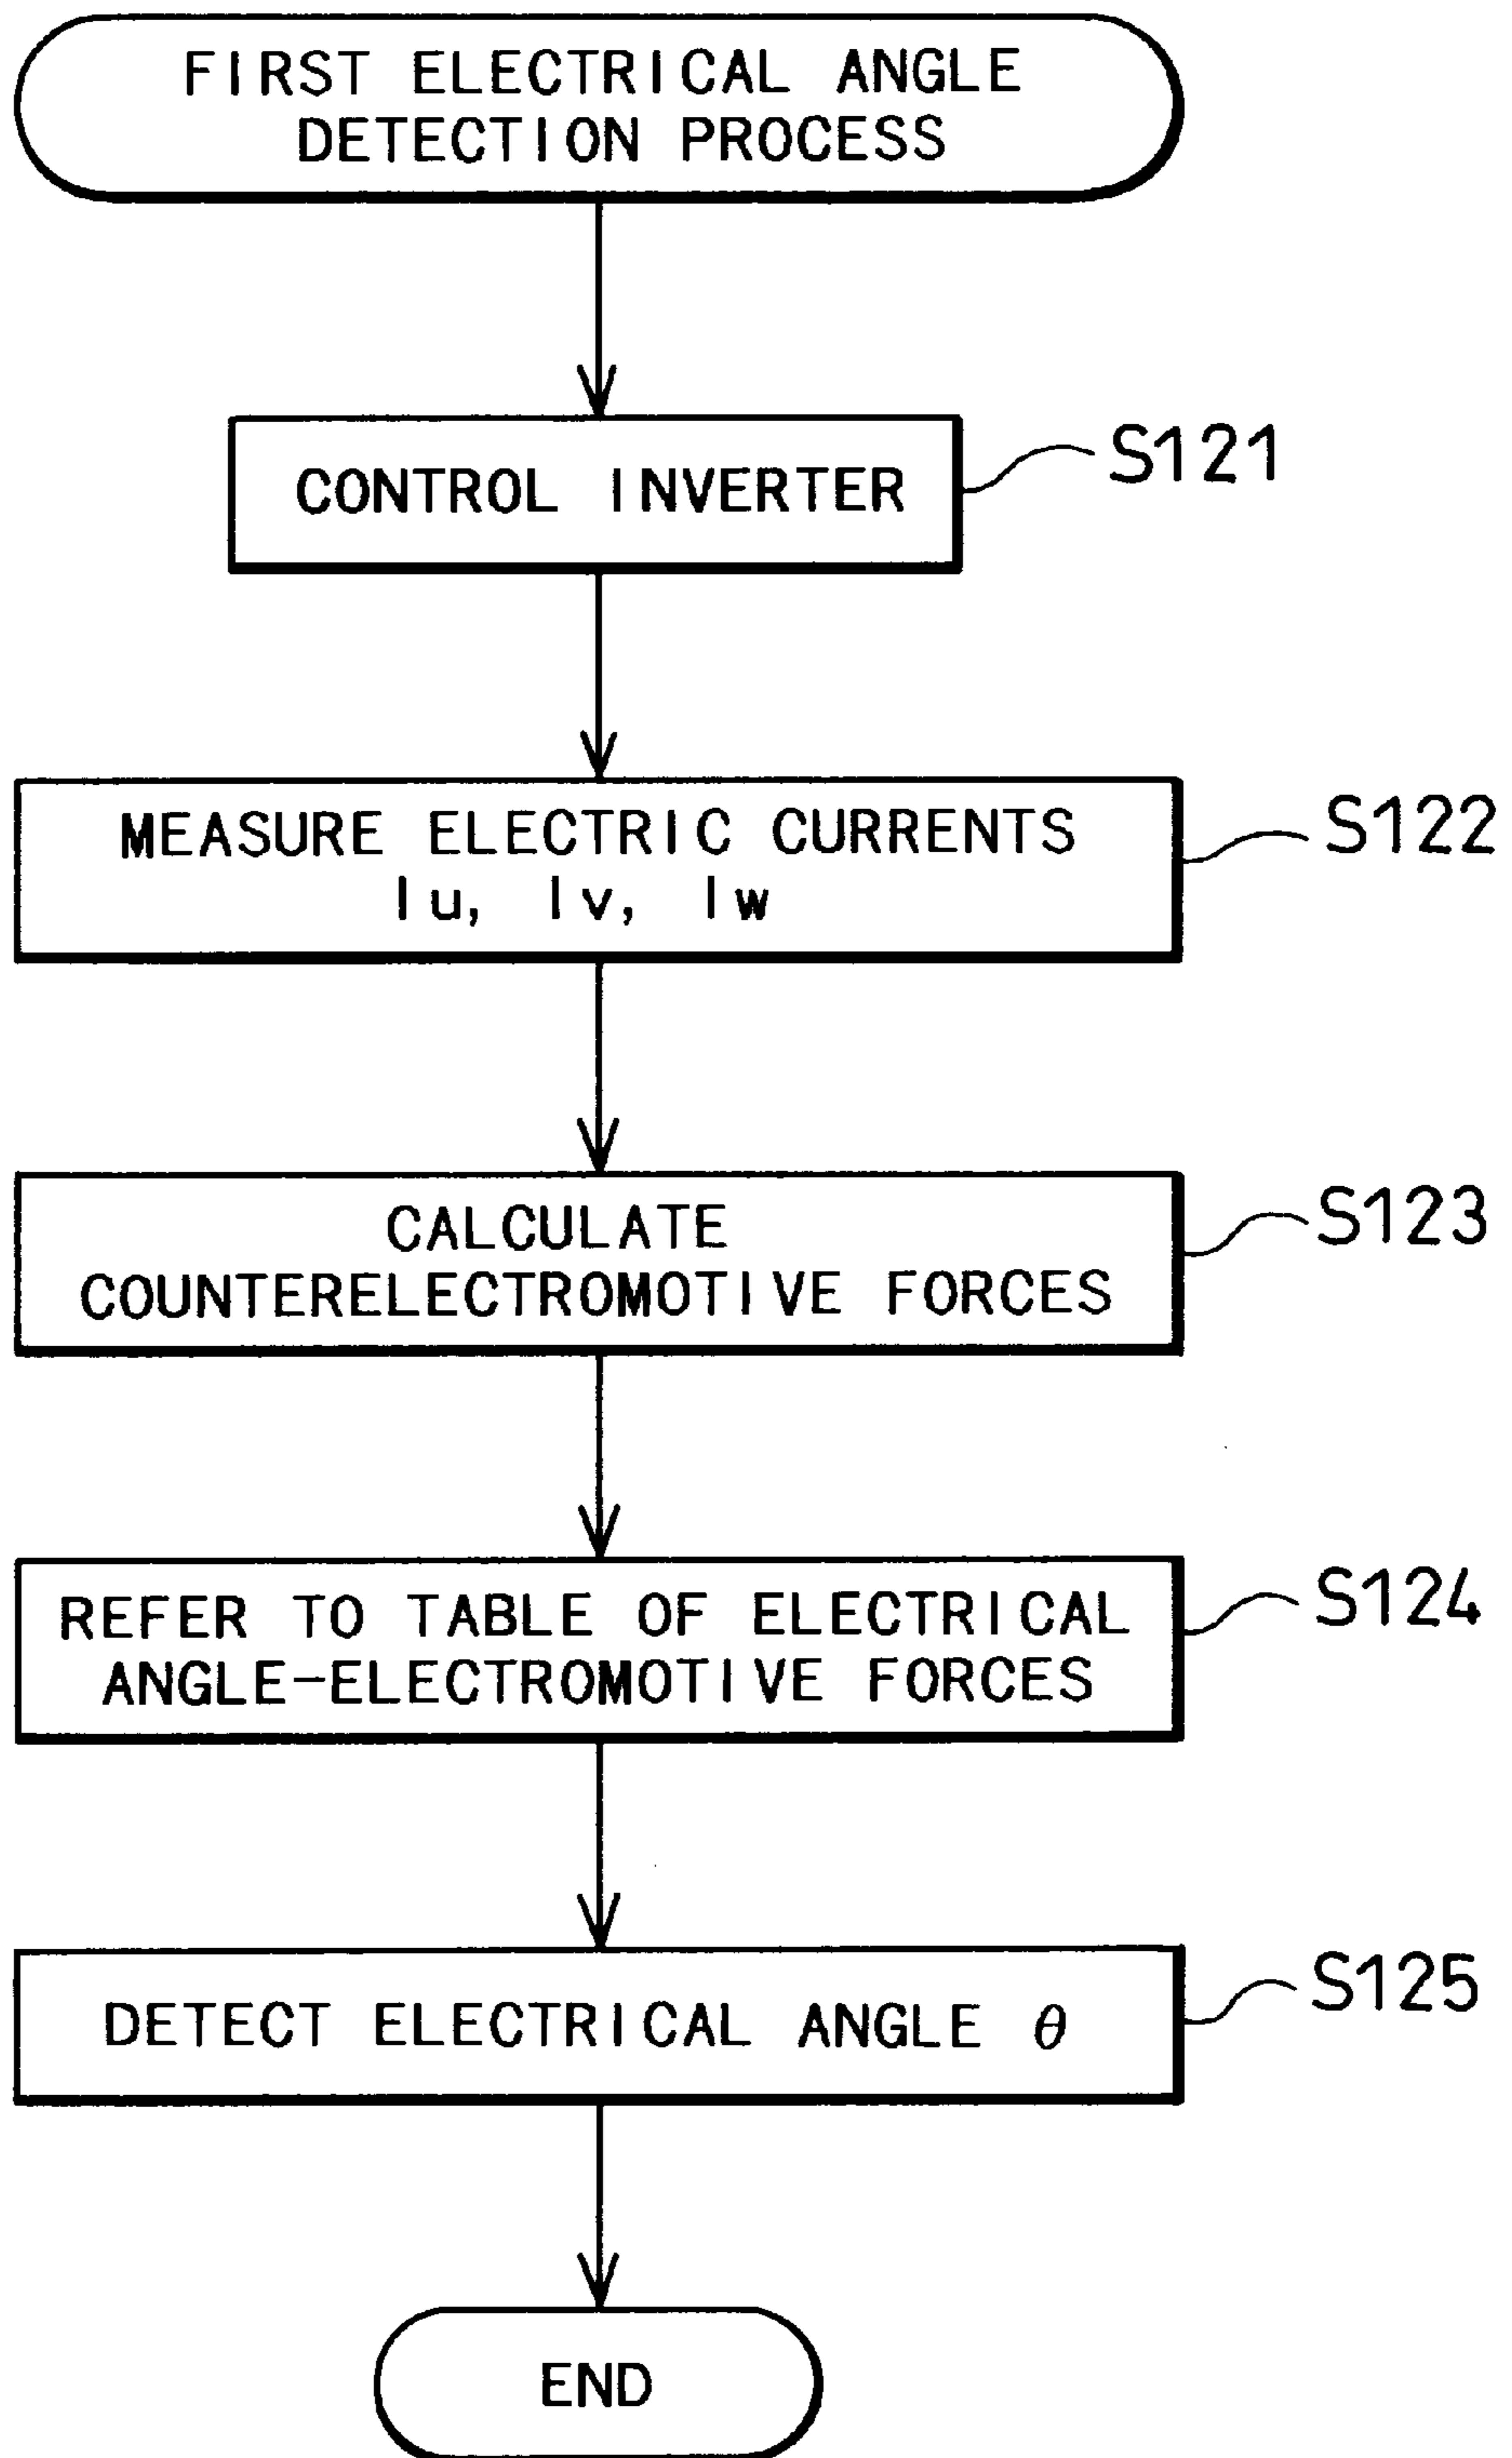 FIRST ELECTRICAL ANGLE
DETECTION PROCESS
CONTROL INVERTER
S121
MEASURE ELECTRIC CURRENTS
Iu, Iv, Iw
S122
CALCULATE
COUNTERELECTROMOTIVE FORCES
S123
REFER TO TABLE OF ELECTRICAL
ANGLE-ELECTROMOTIVE FORCES
S124
DETECT ELECTRICAL ANGLE θ
S125
END